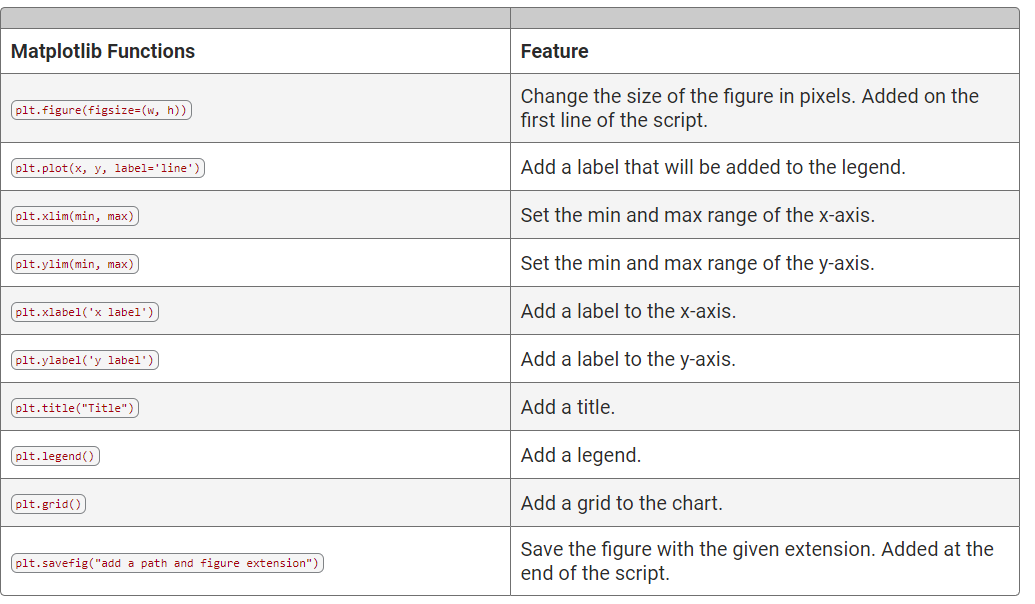 Matplotlib Functions
Feature
plt.figure(figsize=(w, h))
Change the size of the figure in pixels. Added on the
first line of the script.
plt.plot(x, y, label='line')
Add a label that will be added to the legend.
plt.xlim(min, max)
Set the min and max range of the x-axis.
plt.ylim(min, max)
Set the min and max range of the y-axis.
plt.xlabel('x label')
Add a label to the x-axis.
plt.ylabel('y label')
Add a label to the y-axis.
plt.title("Title")
Add a title.
plt.legend()
Add a legend.
plt.grid()
Add a grid to the chart.
plt.savefig("add a path and figure extension")
Save the figure with the given extension. Added at the
end of the script.